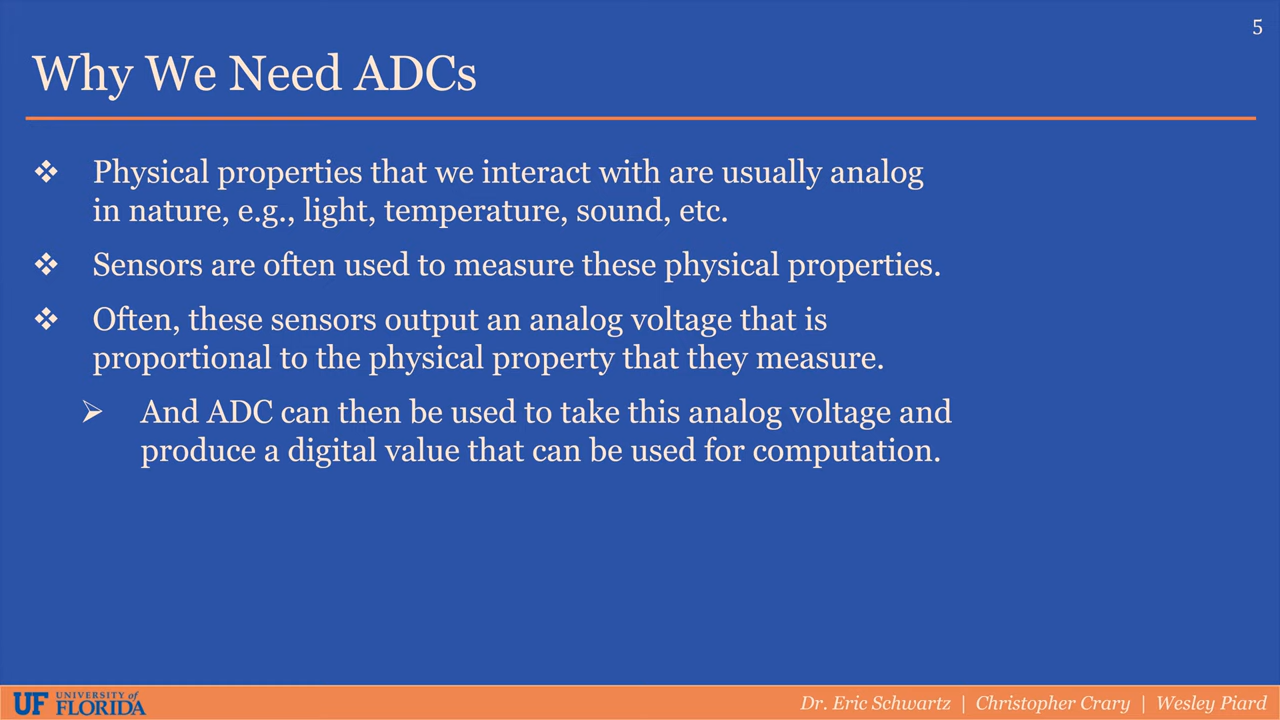 5
Why We Need ADCs
❖ Physical properties that we interact with are usually analog
in nature, e.g., light, temperature, sound, etc.
❖ Sensors are often used to measure these physical properties.
❖ Often, these sensors output an analog voltage that is
proportional to the physical property that they measure.
➢ And ADC can then be used to take this analog voltage and
produce a digital value that can be used for computation.
UF UNIVERSITY of
FLORIDA
Dr. Eric Schwartz | Christopher Crary | Wesley Piard